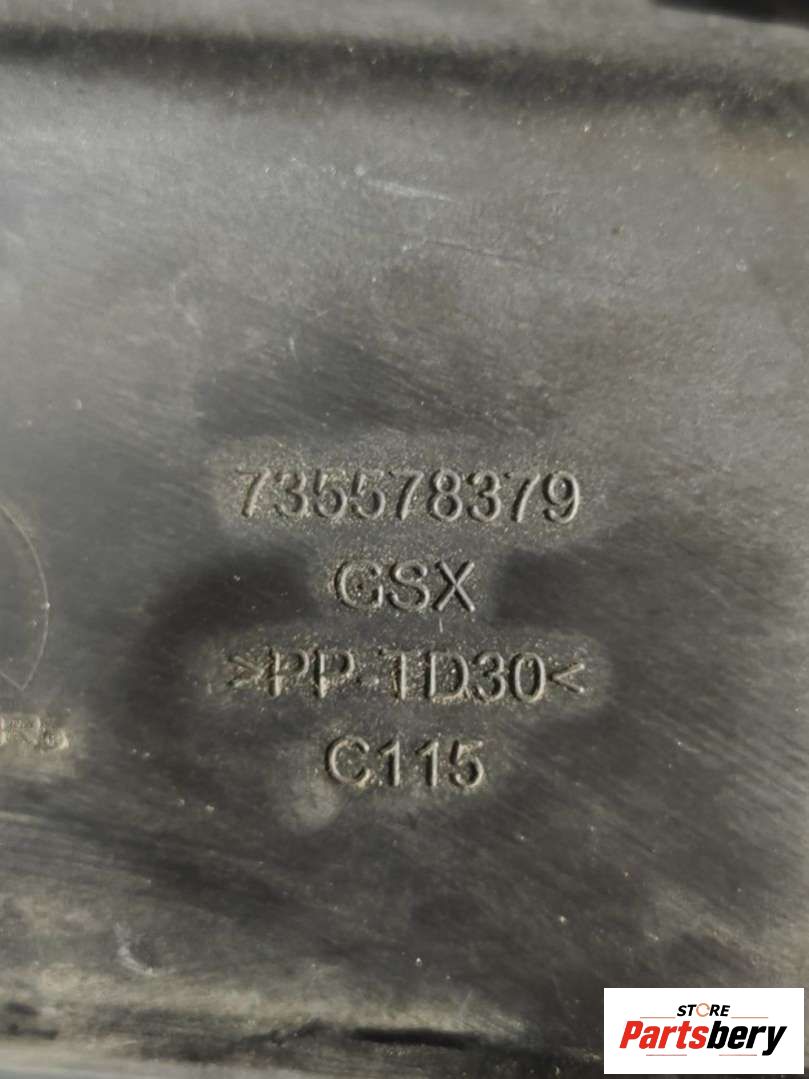 735578379
GSX
>PP-TD30<
C115
STORE
Partsbery